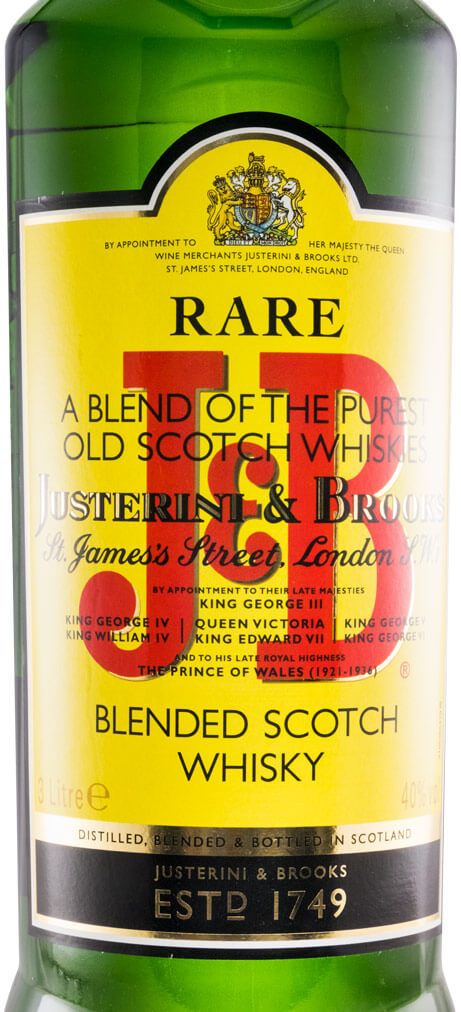 BY APPOINTMENT TO HER MAJESTY THE QUEEN
WINE MERCHANTS JUSTERINI & BROOKS LTD.
ST. JAMES'S STREET, LONDON, ENGLAND
RARE
J&B
A BLEND OF THE PUREST
OLD SCOTCH WHISKIES
JUSTERINI & BROOKS
St. James's Street, London S.W.1
BY APPOINTMENT TO THEIR LATE MAJESTIES
KING GEORGE III
KING GEORGE IV | QUEEN VICTORIA | KING GEORGE V
KING WILLIAM IV | KING EDWARD VII | KING GEORGE VI
AND TO HIS LATE ROYAL HIGHNESS
THE PRINCE OF WALES (1921-1936)
®
BLENDED SCOTCH
WHISKY
3 Litre e 40%
DISTILLED, BLENDED & BOTTLED IN SCOTLAND
JUSTERINI & BROOKS
ESTD 1749